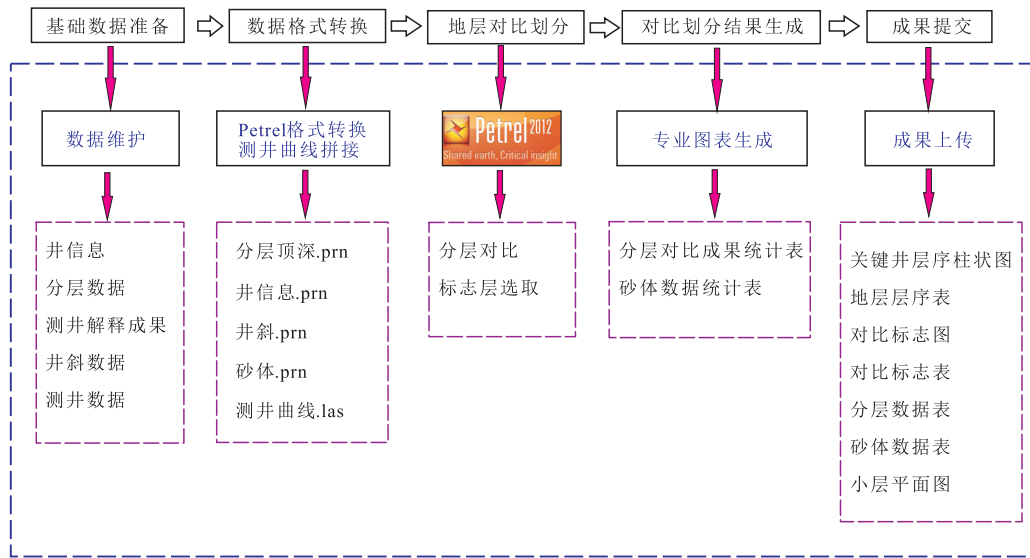 基础数据准备
数据格式转换
地层对比划分
对比划分结果生成
成果提交
数据维护
Petrel格式转换
测井曲线拼接
Petrel 2012
Shared earth, Critical insight
专业图表生成
成果上传
井信息
分层数据
测井解释成果
井斜数据
测井数据
分层顶深.prn
井信息.prn
井斜.prn
砂体.prn
测井曲线.las
分层对比
标志层选取
分层对比成果统计表
砂体数据统计表
关键井层序柱状图
地层层序表
对比标志图
对比标志表
分层数据表
砂体数据表
小层平面图